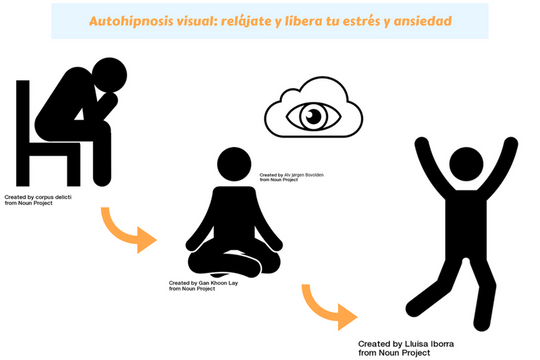 Autohipnosis visual: relájate y libera tu estrés y ansiedad
Created by corpus delicti
from Noun Project
Created by Alv Jørgen Bovolden
from Noun Project
Created by Gan Khoon Lay
from Noun Project
Created by Lluisa Iborra
from Noun Project